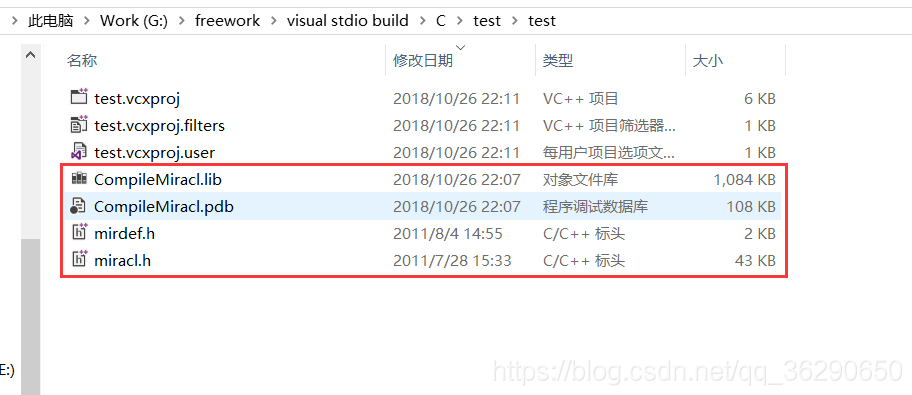 此电脑 > Work (G:) > freework > visual stdio build > C > test > test
名称 修改日期 类型 大小
test.vcxproj 2018/10/26 22:11 VC++ 项目 6 KB
test.vcxproj.filters 2018/10/26 22:11 VC++ 项目筛选器... 1 KB
test.vcxproj.user 2018/10/26 22:11 每用户项目选项文... 1 KB
CompileMiracl.lib 2018/10/26 22:07 对象文件库 1,084 KB
CompileMiracl.pdb 2018/10/26 22:07 程序调试数据库 108 KB
mirdef.h 2011/8/4 14:55 C/C++ 标头 2 KB
miracl.h 2011/7/28 15:33 C/C++ 标头 43 KB
E:)
https://blog.csdn.net/qq_36290650